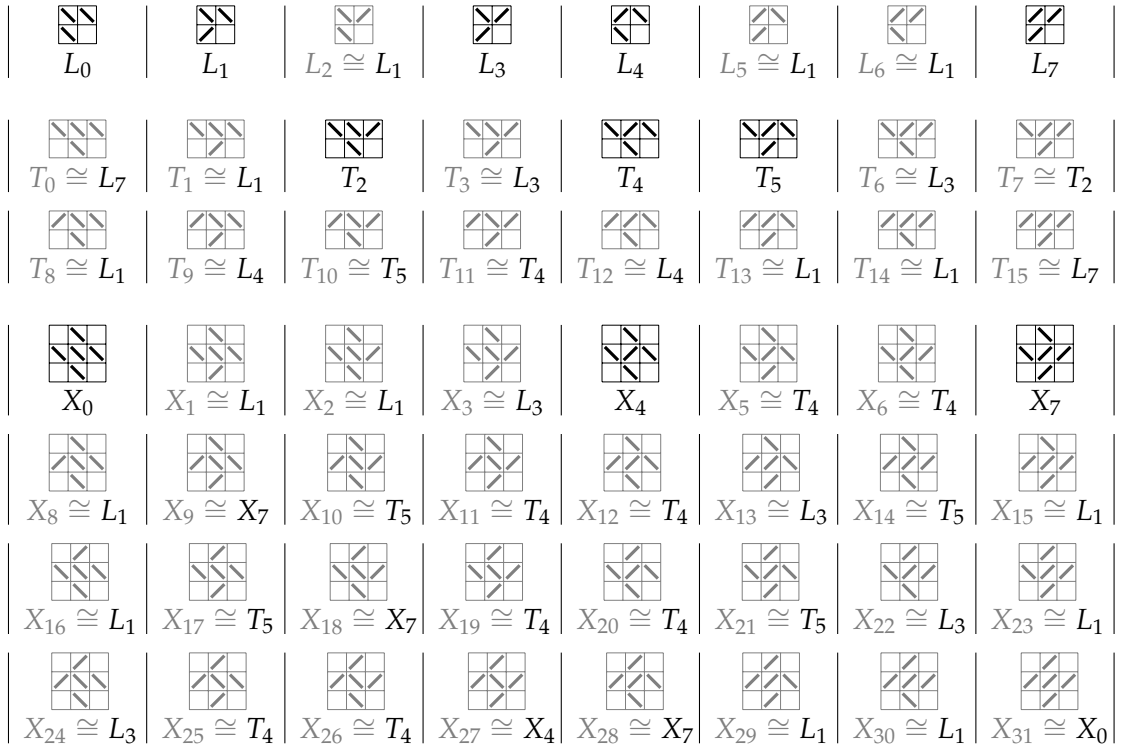 L₀ L₁ L₂ ≅ L₁ L₃ L₄ L₅ ≅ L₁ L₆ ≅ L₁ L₇
T₀ ≅ L₇ T₁ ≅ L₁ T₂ T₃ ≅ L₃ T₄ T₅ T₆ ≅ L₃ T₇ ≅ T₂
T₈ ≅ L₁ T₉ ≅ L₄ T₁₀ ≅ T₅ T₁₁ ≅ T₄ T₁₂ ≅ L₄ T₁₃ ≅ L₁ T₁₄ ≅ L₁ T₁₅ ≅ L₇
X₀ X₁ ≅ L₁ X₂ ≅ L₁ X₃ ≅ L₃ X₄ X₅ ≅ T₄ X₆ ≅ T₄ X₇
X₈ ≅ L₁ X₉ ≅ X₇ X₁₀ ≅ T₅ X₁₁ ≅ T₄ X₁₂ ≅ T₄ X₁₃ ≅ L₃ X₁₄ ≅ T₅ X₁₅ ≅ L₁
X₁₆ ≅ L₁ X₁₇ ≅ T₅ X₁₈ ≅ X₇ X₁₉ ≅ T₄ X₂₀ ≅ T₄ X₂₁ ≅ T₅ X₂₂ ≅ L₃ X₂₃ ≅ L₁
X₂₄ ≅ L₃ X₂₅ ≅ T₄ X₂₆ ≅ T₄ X₂₇ ≅ X₄ X₂₈ ≅ X₇ X₂₉ ≅ L₁ X₃₀ ≅ L₁ X₃₁ ≅ X₀